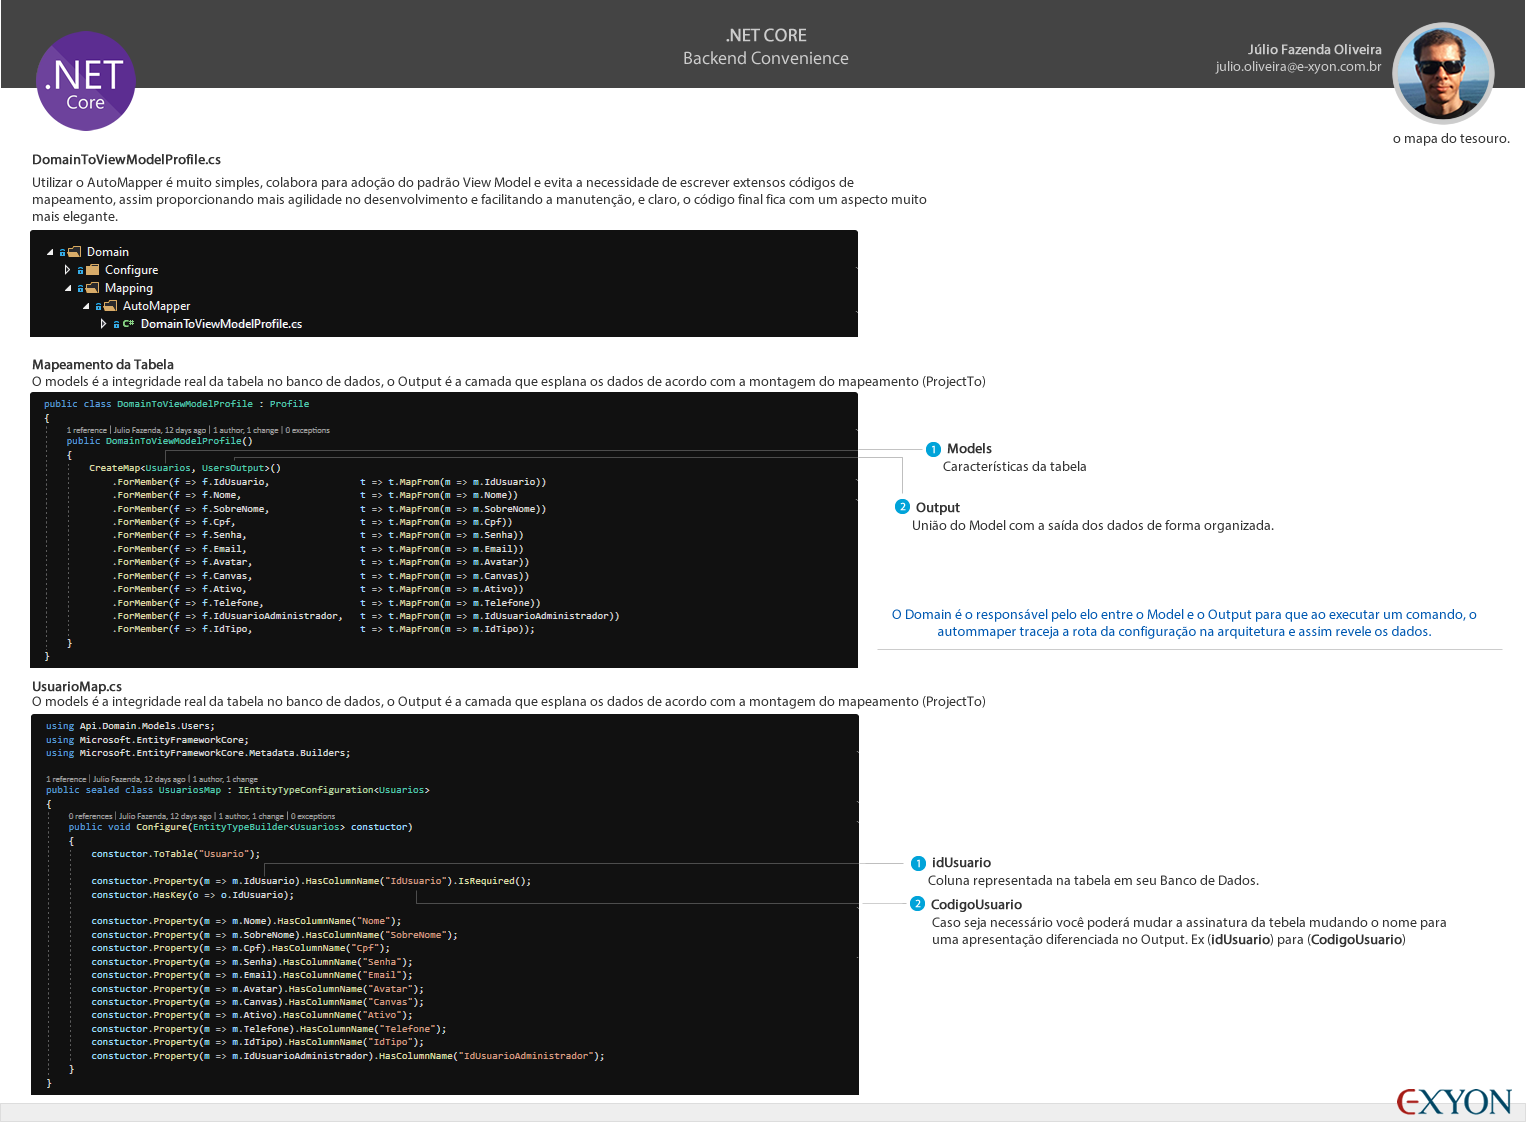 .NET CORE
Backend Convenience
.NET
Core
Júlio Fazenda Oliveira
julio.oliveira@e-xyon.com.br
o mapa do tesouro.
DomainToViewModelProfile.cs
Utilizar o AutoMapper é muito simples, colabora para adoção do padrão View Model e evita a necessidade de escrever extensos códigos de
mapeamento, assim proporcionando mais agilidade no desenvolvimento e facilitando a manutenção, e claro, o código final fica com um aspecto muito
mais elegante.
Domain
Configure
Mapping
AutoMapper
C# DomainToViewModelProfile.cs
Mapeamento da Tabela
O models é a integridade real da tabela no banco de dados, o Output é a camada que esplana os dados de acordo com a montagem do mapeamento (ProjectTo)
public class DomainToViewModelProfile : Profile
{
1 reference | Julio Fazenda, 12 days ago | 1 author, 1 change | 0 exceptions
public DomainToViewModelProfile()
{
CreateMap<Usuarios, UsersOutput>()
.ForMember(f => f.IdUsuario, t => t.MapFrom(m => m.IdUsuario))
.ForMember(f => f.Nome, t => t.MapFrom(m => m.Nome))
.ForMember(f => f.SobreNome, t => t.MapFrom(m => m.SobreNome))
.ForMember(f => f.Cpf, t => t.MapFrom(m => m.Cpf))
.ForMember(f => f.Senha, t => t.MapFrom(m => m.Senha))
.ForMember(f => f.Email, t => t.MapFrom(m => m.Email))
.ForMember(f => f.Avatar, t => t.MapFrom(m => m.Avatar))
.ForMember(f => f.Canvas, t => t.MapFrom(m => m.Canvas))
.ForMember(f => f.Ativo, t => t.MapFrom(m => m.Ativo))
.ForMember(f => f.Telefone, t => t.MapFrom(m => m.Telefone))
.ForMember(f => f.IdUsuarioAdministrador, t => t.MapFrom(m => m.IdUsuarioAdministrador))
.ForMember(f => f.IdTipo, t => t.MapFrom(m => m.IdTipo));
}
}
1 Models
Características da tabela
2 Output
União do Model com a saída dos dados de forma organizada.
O Domain é o responsável pelo elo entre o Model e o Output para que ao executar um comando, o
autommaper traceja a rota da configuração na arquitetura e assim revele os dados.
UsuarioMap.cs
O models é a integridade real da tabela no banco de dados, o Output é a camada que esplana os dados de acordo com a montagem do mapeamento (ProjectTo)
using Api.Domain.Models.Users;
using Microsoft.EntityFrameworkCore;
using Microsoft.EntityFrameworkCore.Metadata.Builders;
1 reference | Julio Fazenda, 12 days ago | 1 author, 1 change
public sealed class UsuariosMap : IEntityTypeConfiguration<Usuarios>
{
0 references | Julio Fazenda, 12 days ago | 1 author, 1 change | 0 exceptions
public void Configure(EntityTypeBuilder<Usuarios> constuctor)
{
constuctor.ToTable("Usuario");
constuctor.Property(m => m.IdUsuario).HasColumnName("IdUsuario").IsRequired();
constuctor.HasKey(o => o.IdUsuario);
constuctor.Property(m => m.Nome).HasColumnName("Nome");
constuctor.Property(m => m.SobreNome).HasColumnName("SobreNome");
constuctor.Property(m => m.Cpf).HasColumnName("Cpf");
constuctor.Property(m => m.Senha).HasColumnName("Senha");
constuctor.Property(m => m.Email).HasColumnName("Email");
constuctor.Property(m => m.Avatar).HasColumnName("Avatar");
constuctor.Property(m => m.Canvas).HasColumnName("Canvas");
constuctor.Property(m => m.Ativo).HasColumnName("Ativo");
constuctor.Property(m => m.Telefone).HasColumnName("Telefone");
constuctor.Property(m => m.IdTipo).HasColumnName("IdTipo");
constuctor.Property(m => m.IdUsuarioAdministrador).HasColumnName("IdUsuarioAdministrador");
}
}
1 idUsuario
Coluna representada na tabela em seu Banco de Dados.
2 CodigoUsuario
Caso seja necessário você poderá mudar a assinatura da tebela mudando o nome para
uma apresentação diferenciada no Output. Ex (idUsuario) para (CodigoUsuario)
e-XYON